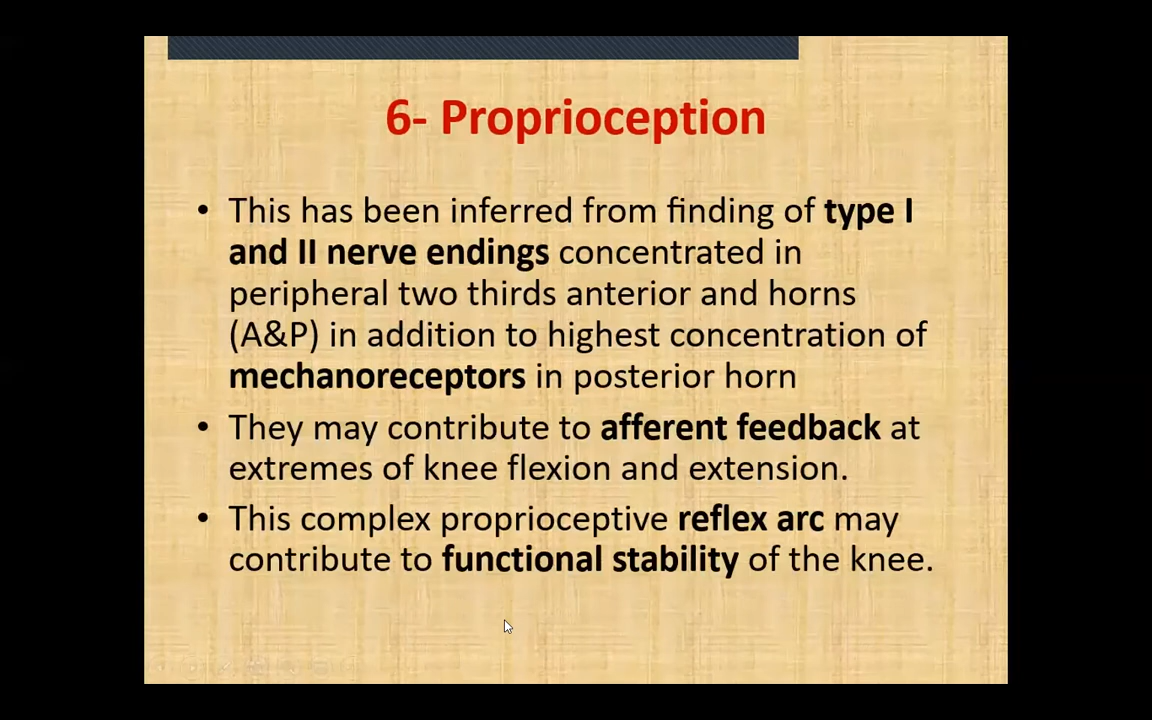 6- Proprioception
• This has been inferred from finding of type I
and II nerve endings concentrated in
peripheral two thirds anterior and horns
(A&P) in addition to highest concentration of
mechanoreceptors in posterior horn
• They may contribute to afferent feedback at
extremes of knee flexion and extension.
• This complex proprioceptive reflex arc may
contribute to functional stability of the knee.